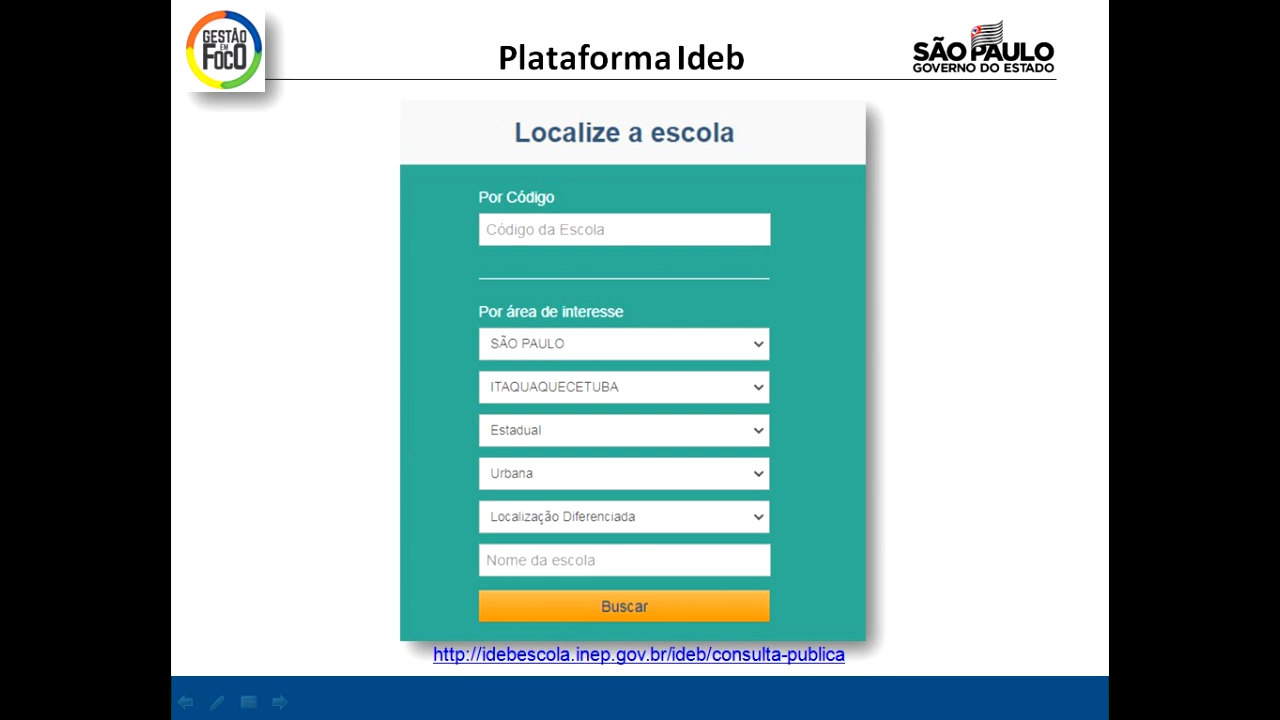 GESTÃO
EM
FOCO
Plataforma Ideb
SÃO PAULO
GOVERNO DO ESTADO
Localize a escola
Por Código
Código da Escola
Por área de interesse
SÃO PAULO
ITAQUAQUECETUBA
Estadual
Urbana
Localização Diferenciada
Nome da escola
Buscar
http://idebescola.inep.gov.br/ideb/consulta-publica